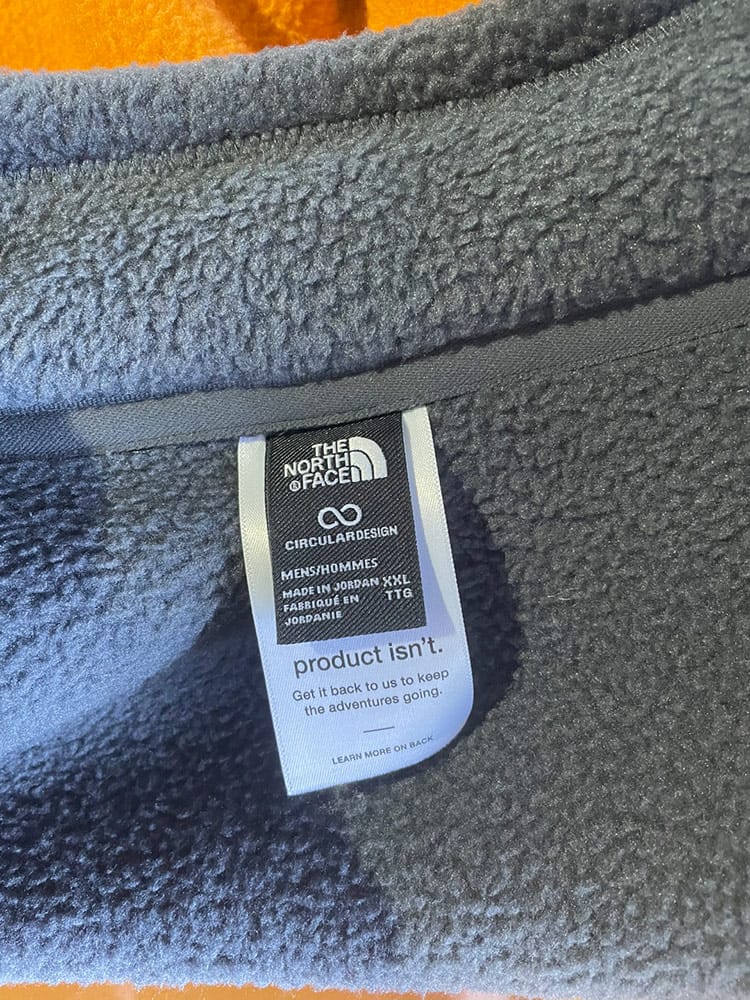 THE
NORTH
FACE
CIRCULARDESIGN
MENS/HOMMES
MADE IN JORDAN XXL
FABRIQUÉ EN TTG
JORDANIE
product isn't.
Get it back to us to keep
the adventures going.
LEARN MORE ON BACK